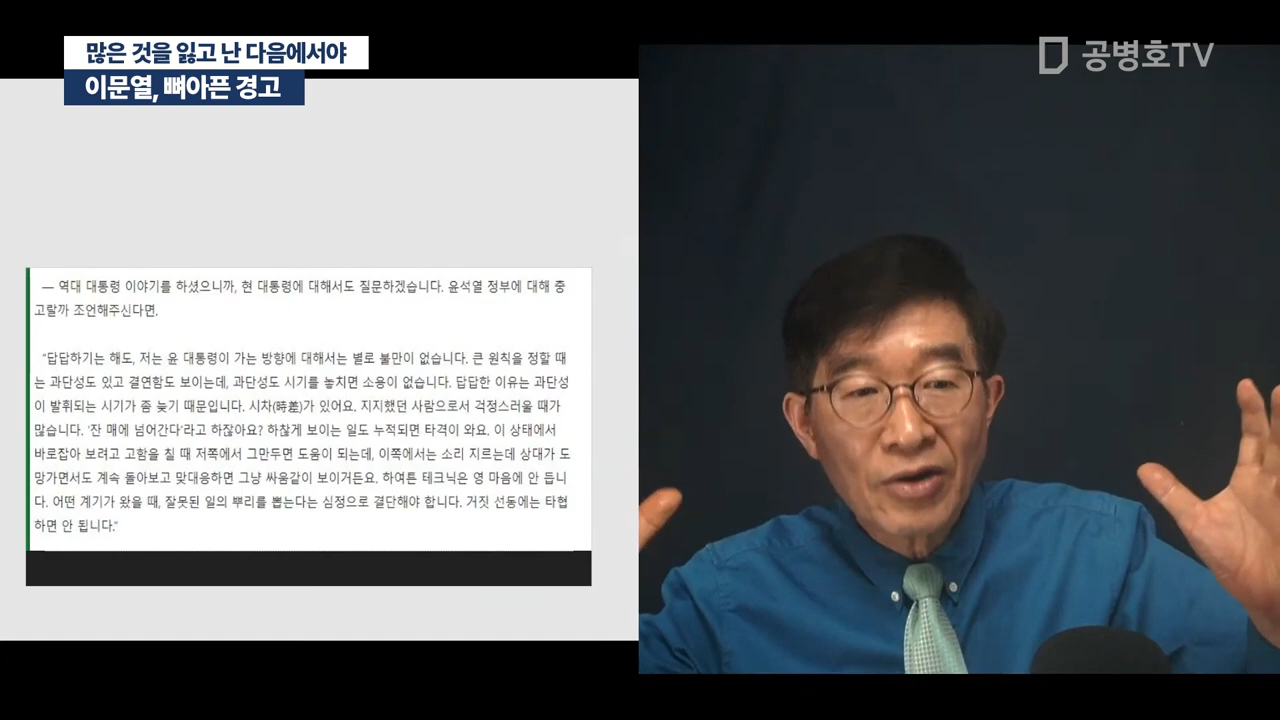 많은 것을 잃고 난 다음에서야
이문열, 뼈아픈 경고
공병호TV
― 역대 대통령 이야기를 하셨으니까, 현 대통령에 대해서도 질문하겠습니다. 윤석열 정부에 대해 충
고랄까 조언해주신다면.
“답답하기는 해도, 저는 윤 대통령이 가는 방향에 대해서는 별로 불만이 없습니다. 큰 원칙을 정할 때
는 과단성도 있고 결연함도 보이는데, 과단성도 시기를 놓치면 소용이 없습니다. 답답한 이유는 과단성
이 발휘되는 시기가 좀 늦기 때문입니다. 시차(時差)가 있어요. 지지했던 사람으로서 걱정스러울 때가
많습니다. ‘잔 매에 넘어간다’라고 하잖아요? 하찮게 보이는 일도 누적되면 타격이 와요. 이 상태에서
바로잡아 보려고 고함을 칠 때 저쪽에서 그만두면 도움이 되는데, 이쪽에서는 소리 지르는데 상대가 도
망가면서도 계속 돌아보고 맞대응하면 그냥 싸움같이 보이거든요. 하여튼 테크닉은 영 마음에 안 듭니
다. 어떤 계기가 왔을 때, 잘못된 일의 뿌리를 뽑는다는 심정으로 결단해야 합니다. 거짓 선동에는 타협
하면 안 됩니다.”